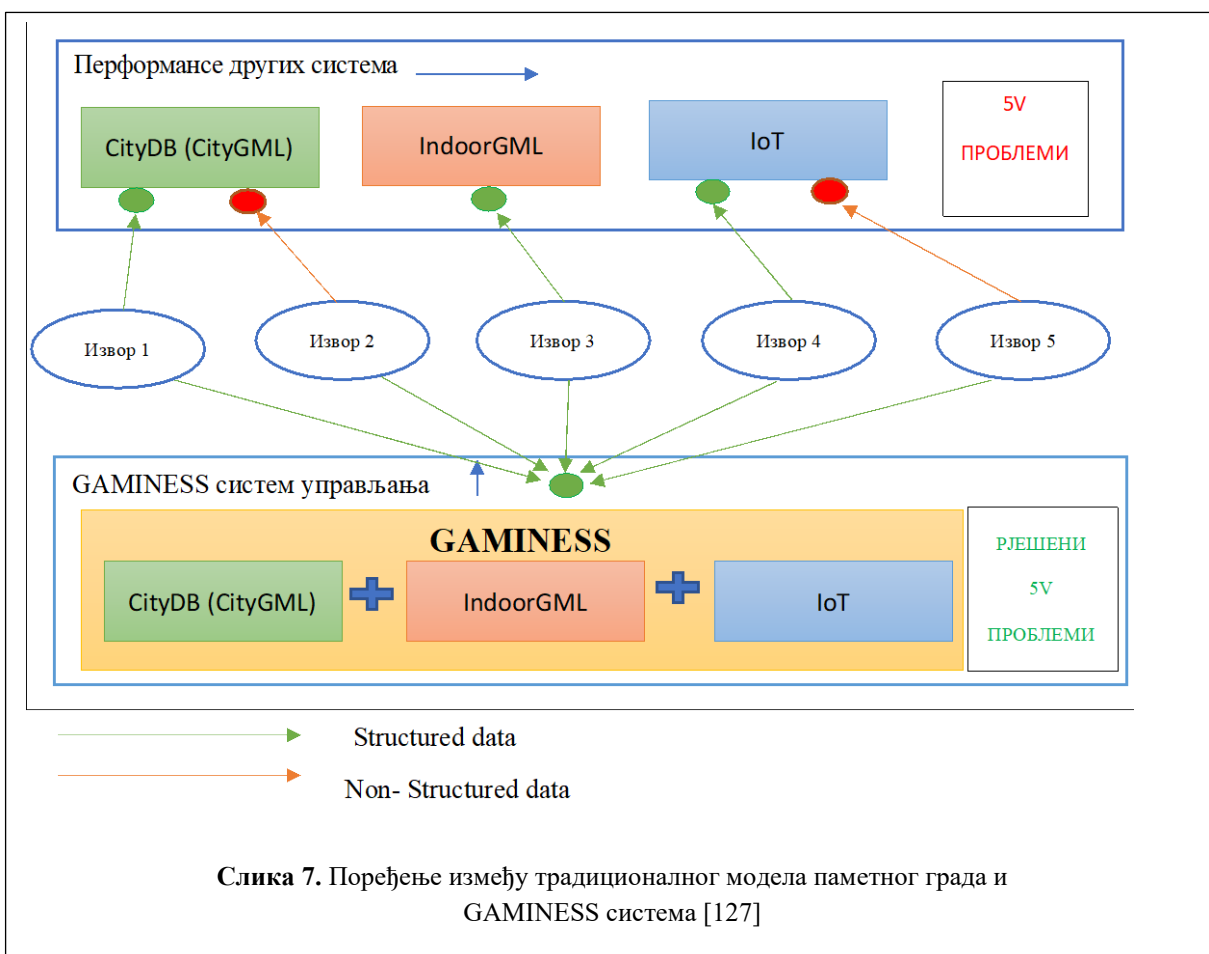 Перформансе других система
CityDB (CityGML)
IndoorGML
IoT
5V
ПРОБЛЕМИ
Извор 1
Извор 2
Извор 3
Извор 4
Извор 5
GAMINESS систем управљања
GAMINESS
CityDB (CityGML)
IndoorGML
IoT
РЈЕШЕНИ
5V
ПРОБЛЕМИ
Structured data
Non- Structured data
Слика 7. Поређење између традиционалног модела паметног града и
GAMINESS система [127]